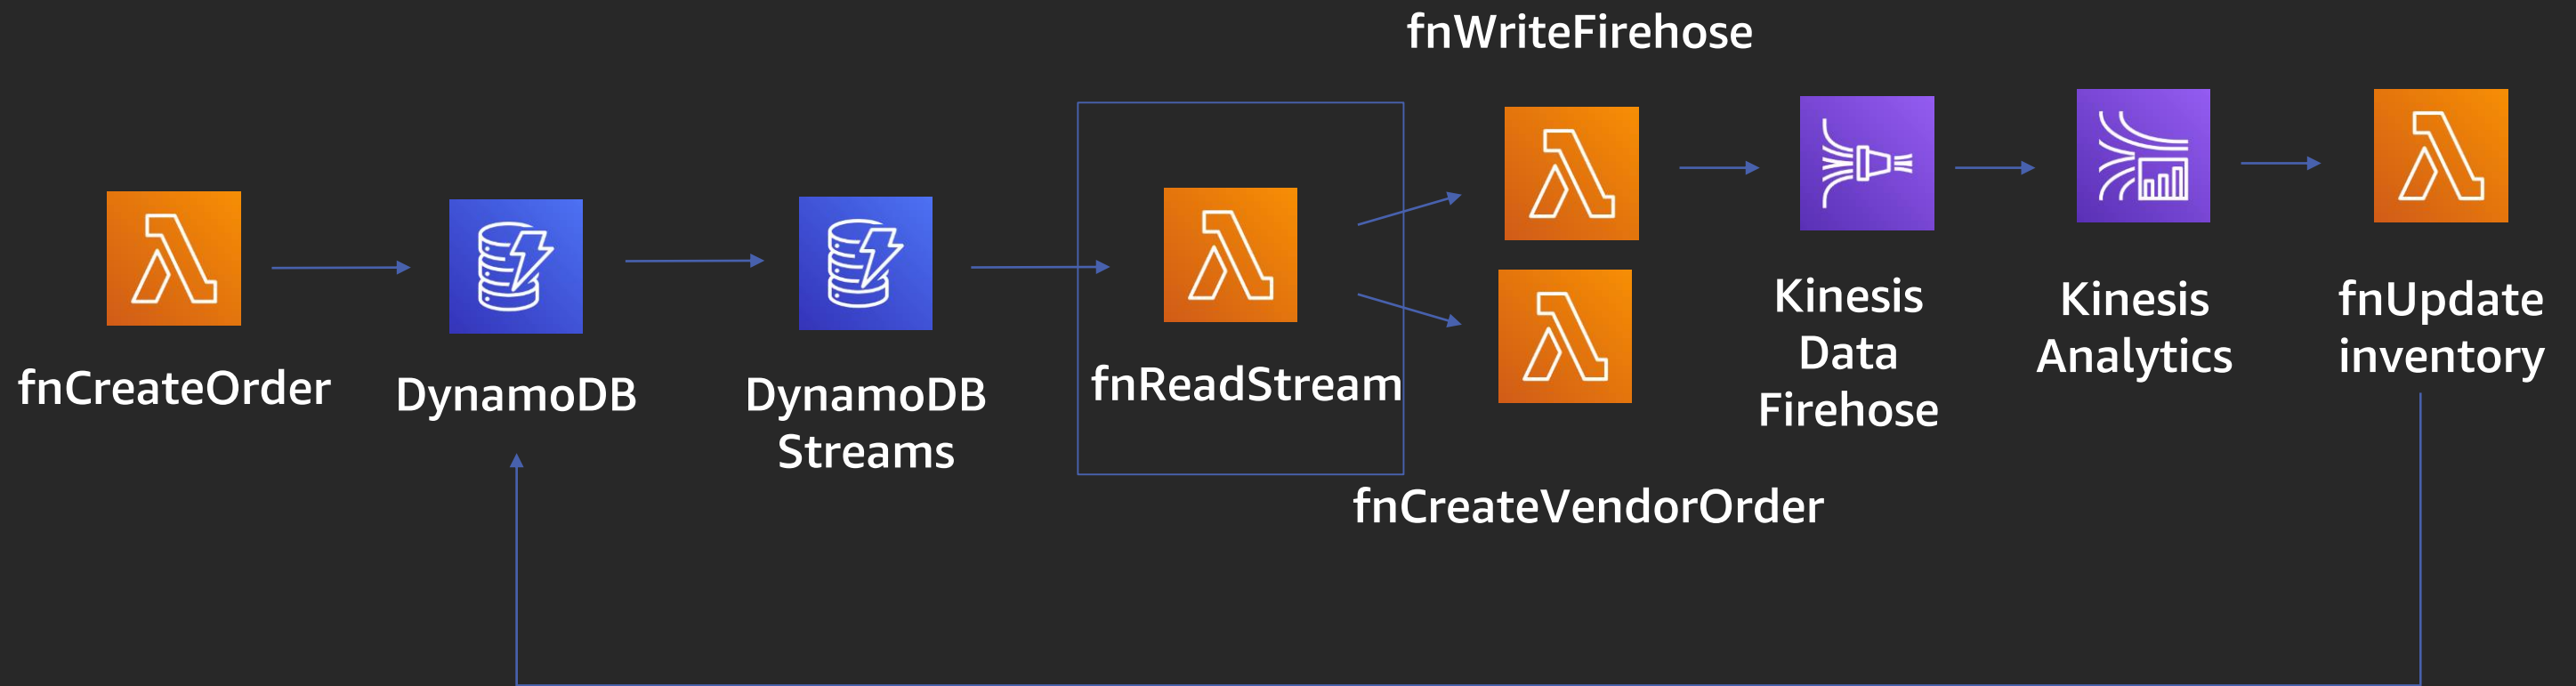 fnWriteFirehose
fnCreateOrder
DynamoDB
DynamoDB
Streams
fnReadStream
fnCreateVendorOrder
Kinesis
Data
Firehose
Kinesis
Analytics
fnUpdate
inventory